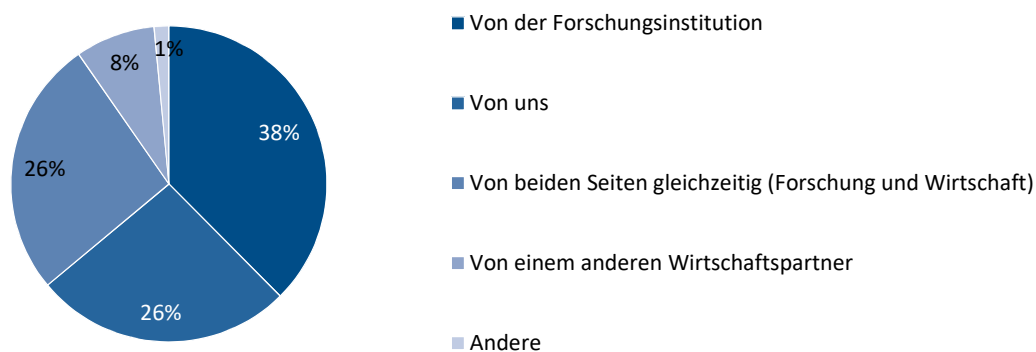 Von der Forschungsinstitution
1%
8%
Von uns
38%
26%
Von beiden Seiten gleichzeitig (Forschung und Wirtschaft)
Von einem anderen Wirtschaftspartner
26%
Andere